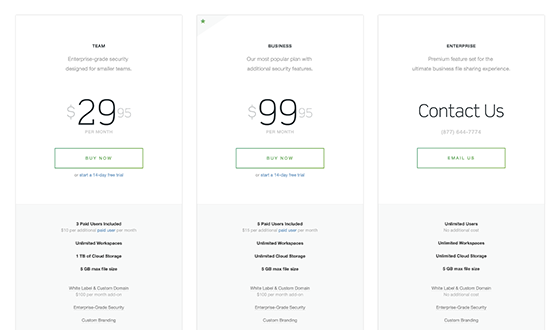 TEAM
Enterprise-grade security
designed for smaller teams.
$2995
PER MONTH
BUY NOW
or start a 14-day free trial
3 Paid Users Included
$10 per additional paid user per month
Unlimited Workspaces
1 TB of Cloud Storage
5 GB max file size
White Label & Custom Domain
$100 per month add-on
Enterprise-Grade Security
Custom Branding
BUSINESS
Our most popular plan with
additional security features.
$9995
PER MONTH
BUY NOW
or start a 14-day free trial
5 Paid Users Included
$15 per additional paid user per month
Unlimited Workspaces
Unlimited Cloud Storage
5 GB max file size
White Label & Custom Domain
$100 per month add-on
Enterprise-Grade Security
Custom Branding
ENTERPRISE
Premium feature set for the
ultimate business file sharing experience.
Contact Us
(877) 644-7774
EMAIL US
Unlimited Users
No additional cost
Unlimited Workspaces
Unlimited Cloud Storage
5 GB max file size
White Label & Custom Domain
No additional cost
Enterprise-Grade Security
Custom Branding